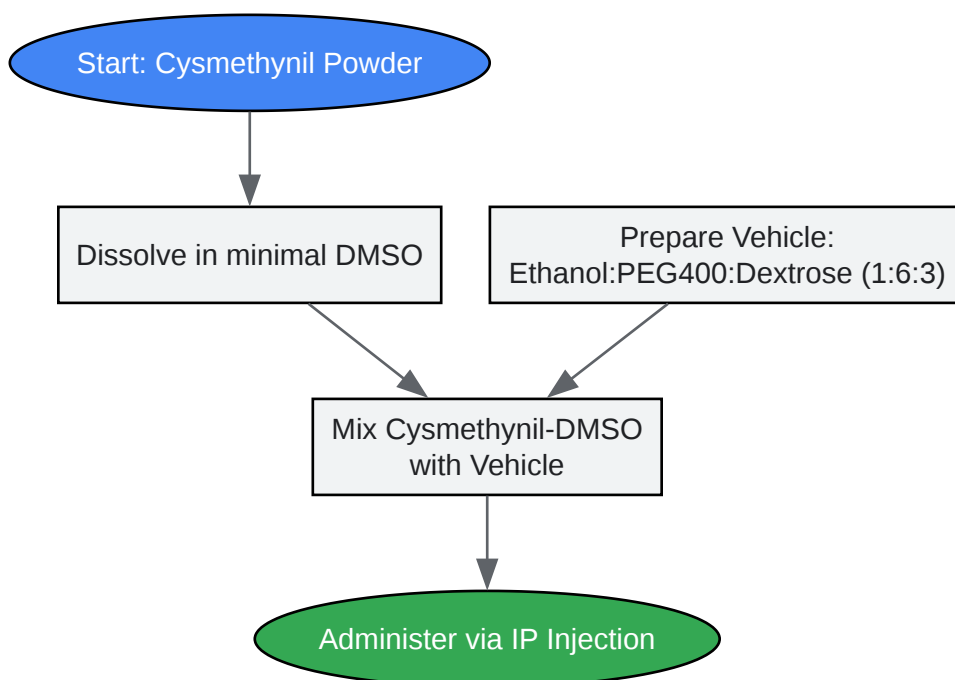 Start: Cysmethynil Powder
Dissolve in minimal DMSO
Prepare Vehicle:
Ethanol:PEG400:Dextrose (1:6:3)
Mix Cysmethynil-DMSO
with Vehicle
Administer via IP Injection